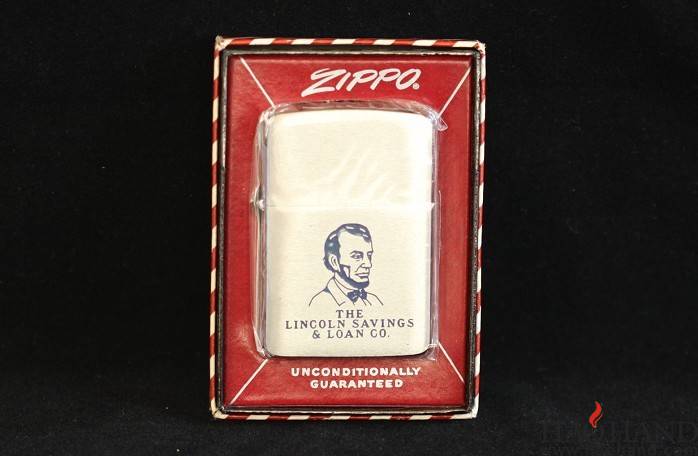 ZIPPO®
THE
LINCOLN SAVINGS
& LOAN CO.
UNCONDITIONALLY
GUARANTEED